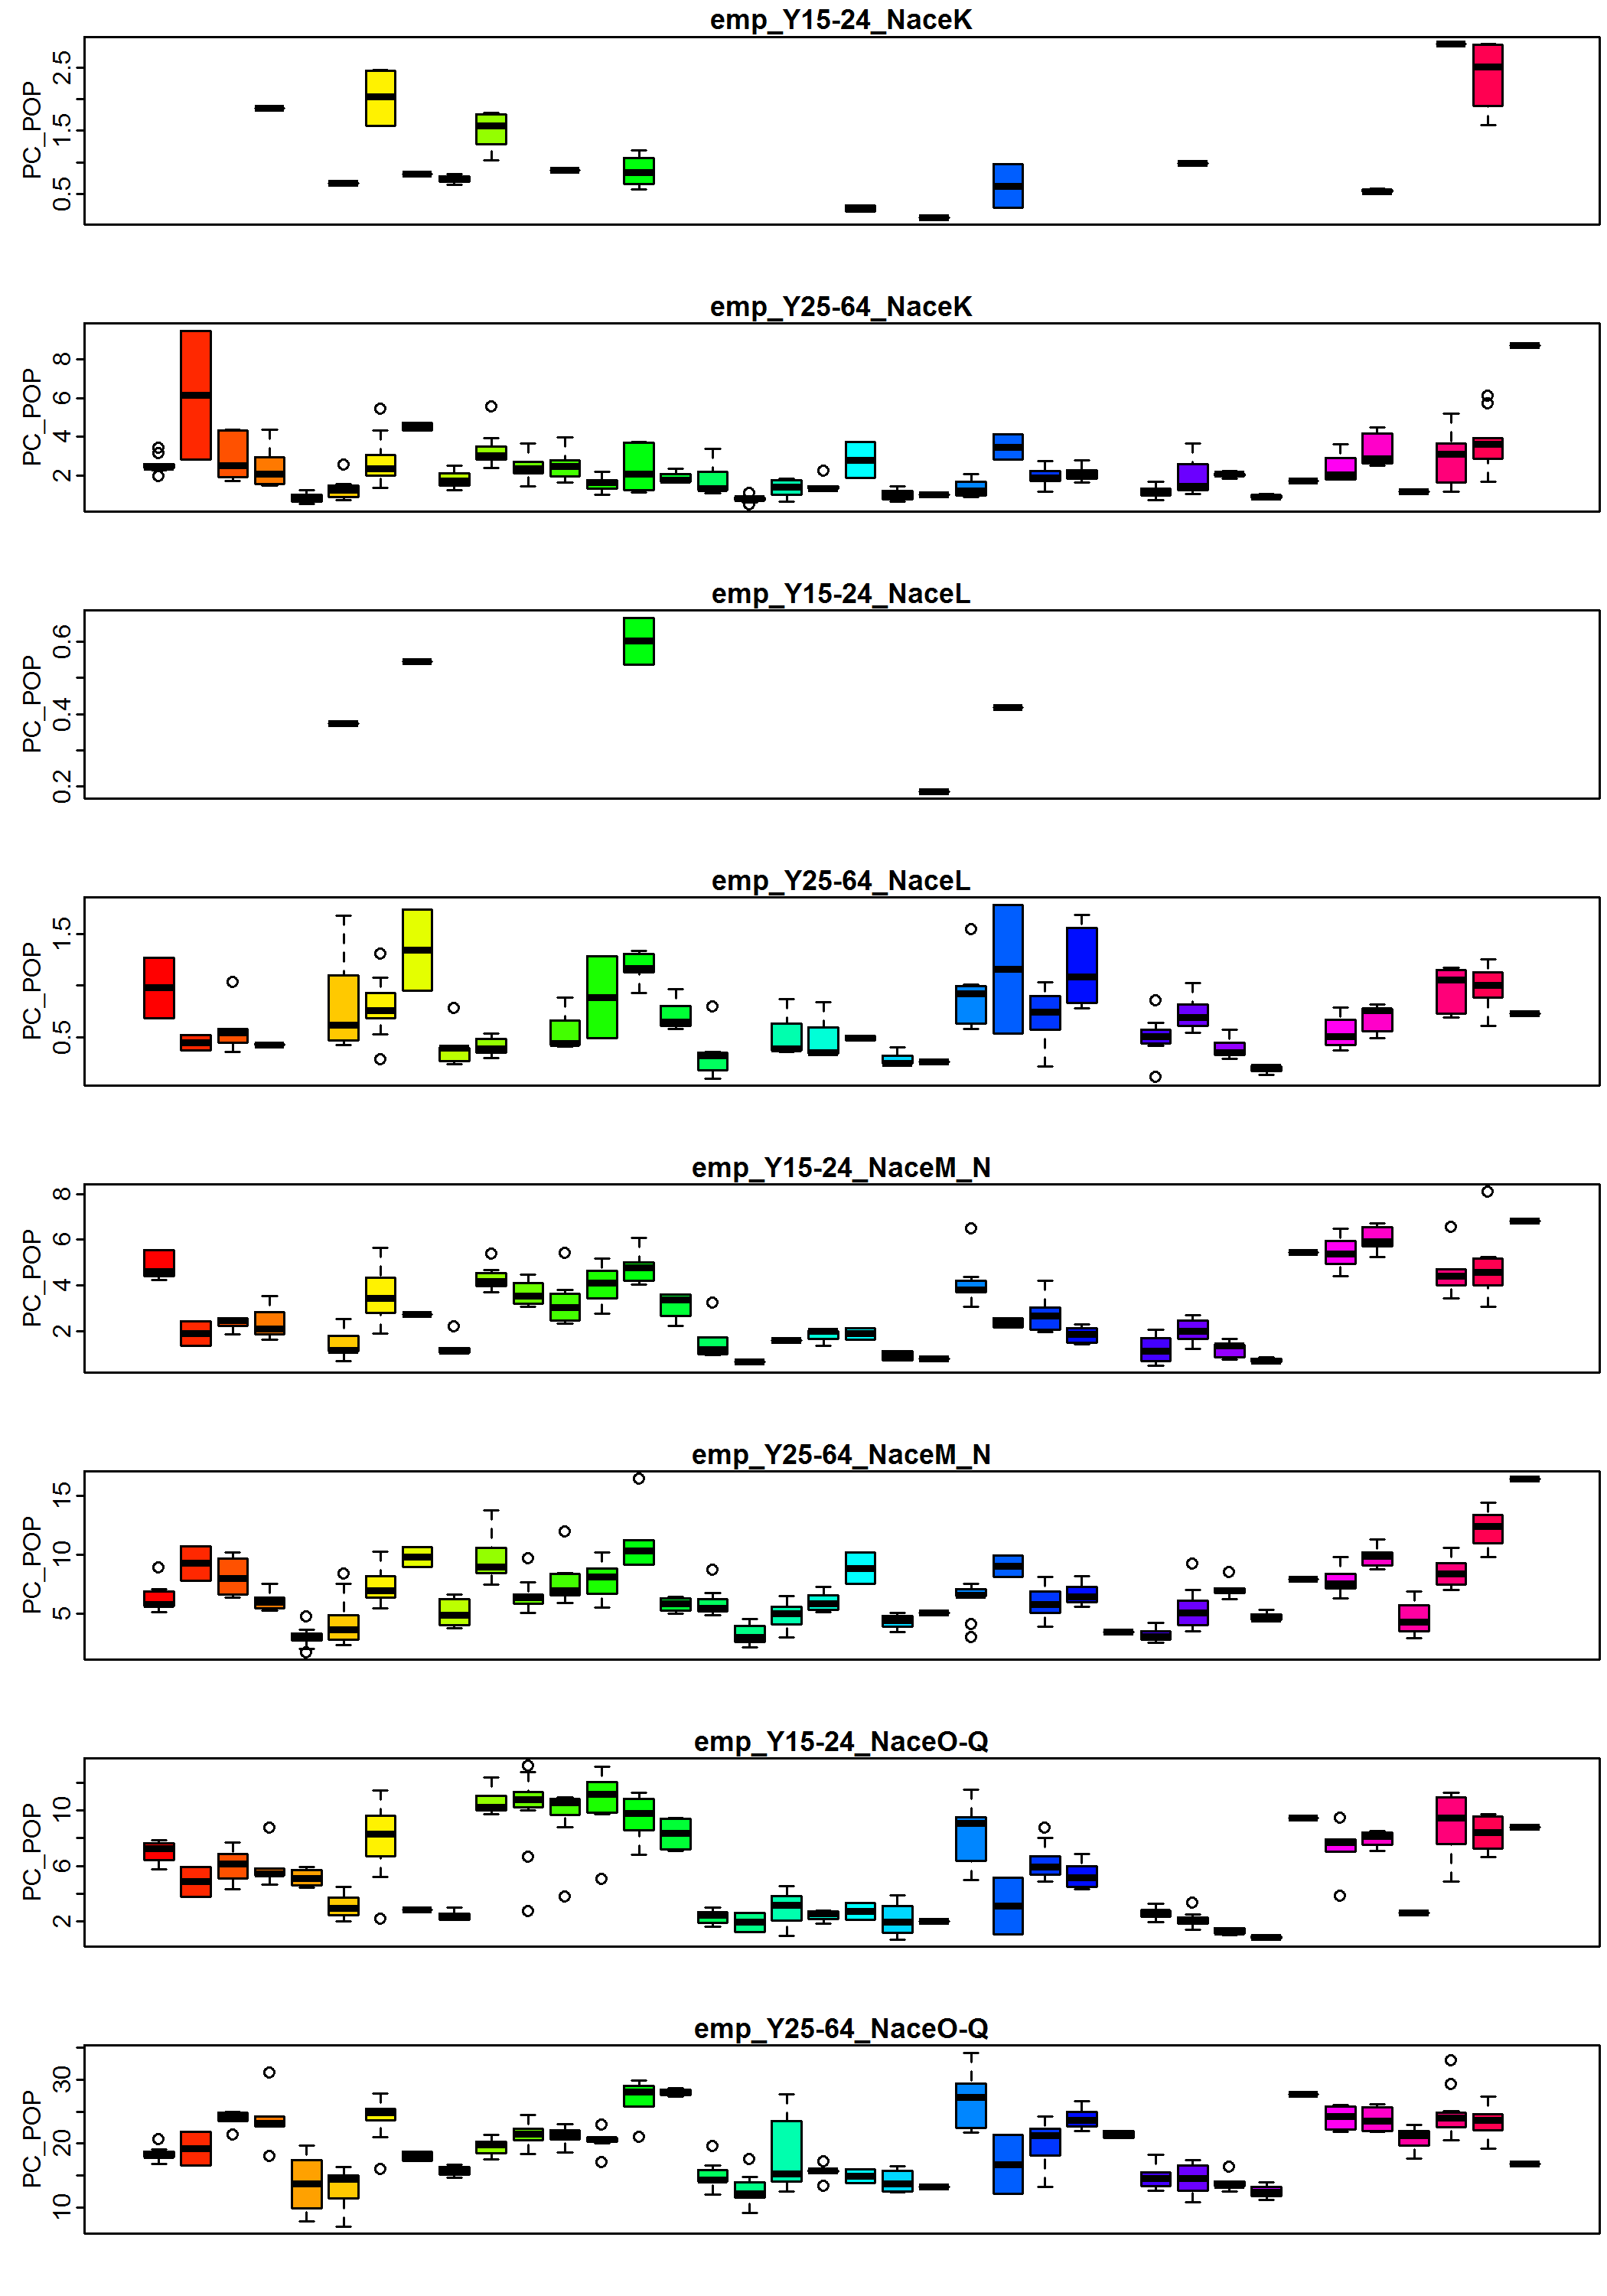 emp_Y15-24_NaceK
PC_POP
0.5 1.5 2.5
emp_Y25-64_NaceK
PC_POP
2 4 6 8
emp_Y15-24_NaceL
PC_POP
0.2 0.4 0.6
emp_Y25-64_NaceL
PC_POP
0.5 1.5
emp_Y15-24_NaceM_N
PC_POP
2 4 6 8
emp_Y25-64_NaceM_N
PC_POP
5 10 15
emp_Y15-24_NaceO-Q
PC_POP
2 6 10
emp_Y25-64_NaceO-Q
PC_POP
10 20 30